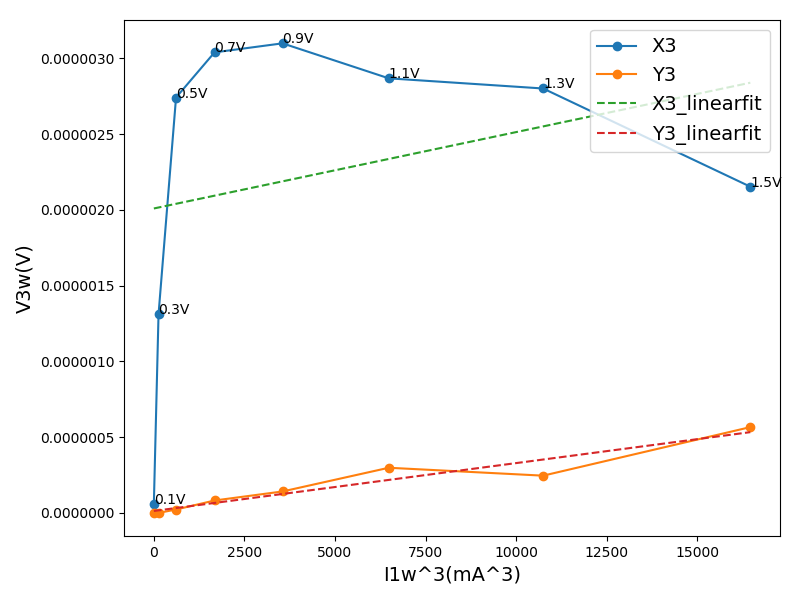 X3
Y3
X3_linearfit
Y3_linearfit
0.1V
0.3V
0.5V
0.7V
0.9V
1.1V
1.3V
1.5V
0.0000030
0.0000025
0.0000020
0.0000015
0.0000010
0.0000005
0.0000000
V3w(V)
0
2500
5000
7500
10000
12500
15000
I1w^3(mA^3)